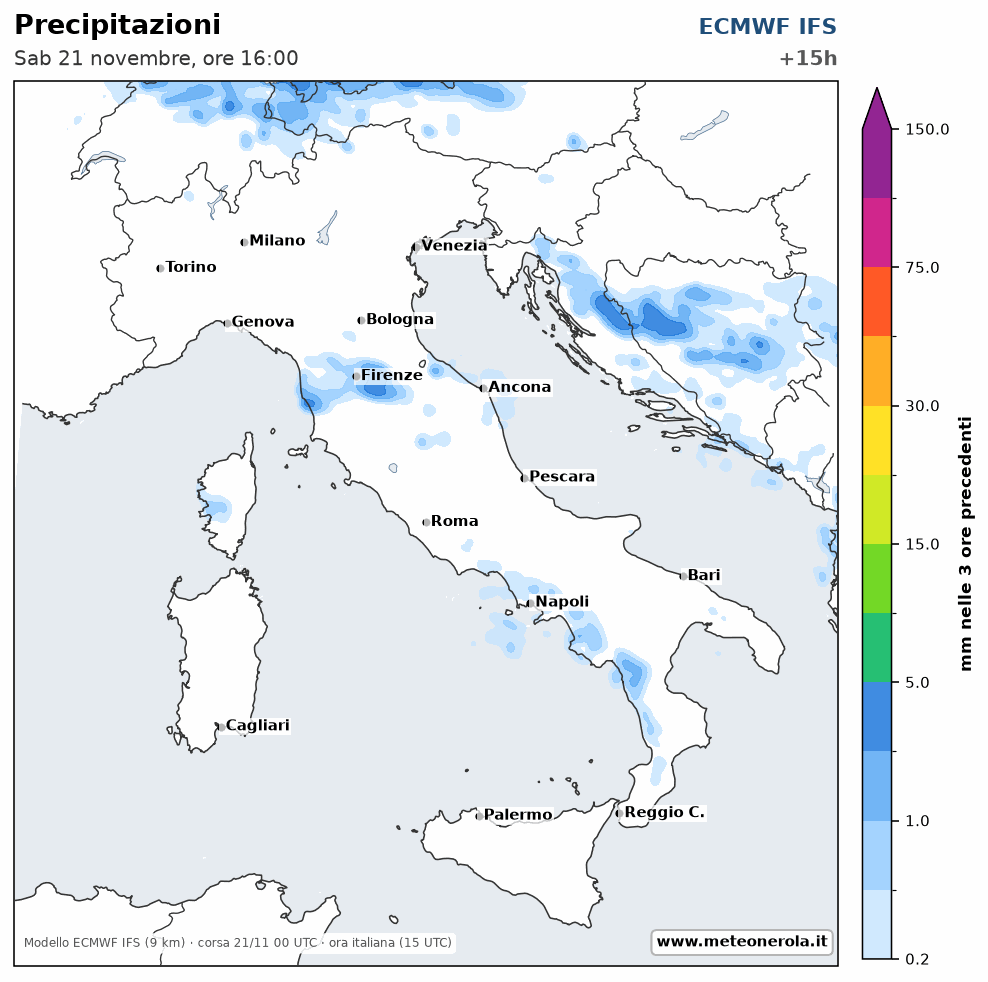 Precipitazioni
ECMWF IFS
Sab 21 novembre, ore 16:00
+15h
150.0
75.0
30.0
15.0
5.0
1.0
0.2
mm nelle 3 ore precedenti
Milano
Venezia
Torino
Genova
Bologna
Firenze
Ancona
Pescara
Roma
Bari
Napoli
Cagliari
Palermo
Reggio C.
Modello ECMWF IFS (9 km) · corsa 21/11 00 UTC · ora italiana (15 UTC)
www.meteonerola.it